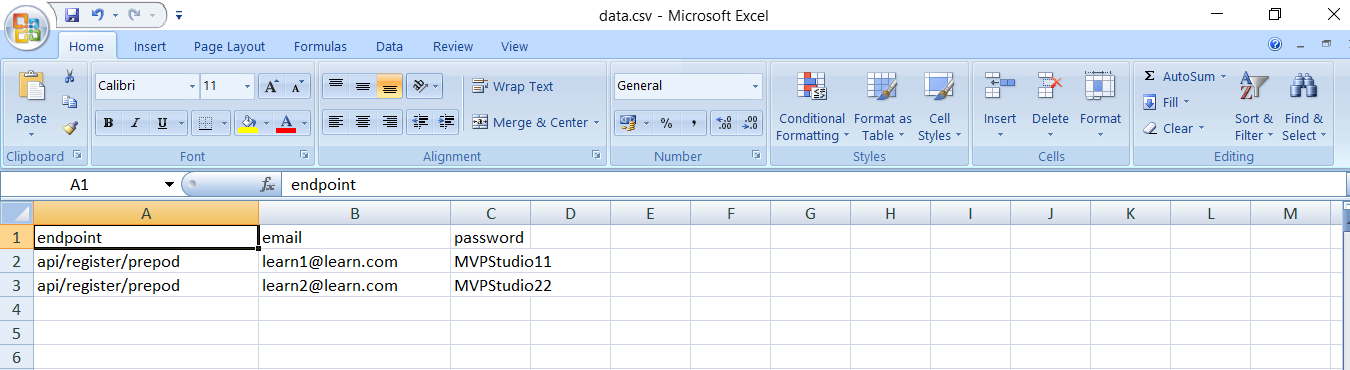 data.csv - Microsoft Excel
Home Insert Page Layout Formulas Data Review View
Paste
Clipboard
Calibri 11 A A
B I U A
Font
Wrap Text
Merge & Center
Alignment
General
% , .00 .0
Number
Conditional Formatting
Format as Table
Cell Styles
Styles
Insert Delete Format
Cells
Σ AutoSum
Fill
Clear
Sort & Filter
Find & Select
Editing
A1 fx endpoint
A B C D E F G H I J K L M
1 endpoint email password
2 api/register/prepod learn1@learn.com MVPStudio11
3 api/register/prepod learn2@learn.com MVPStudio22
4
5
6